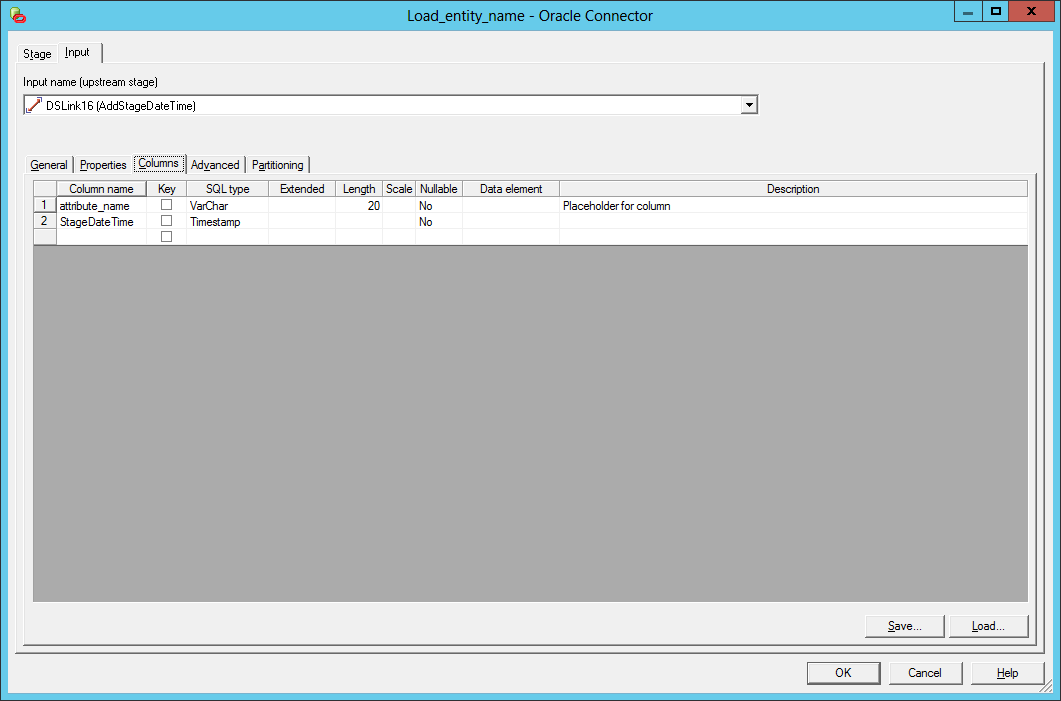 Load_entity_name - Oracle Connector
Stage Input
Input name (upstream stage)
DSLink16 (AddStageDateTime)
General Properties Columns Advanced Partitioning
Column name Key SQL type Extended Length Scale Nullable Data element Description
1 attribute_name VarChar 20 No Placeholder for column
2 StageDateTime Timestamp No
Save... Load...
OK Cancel Help